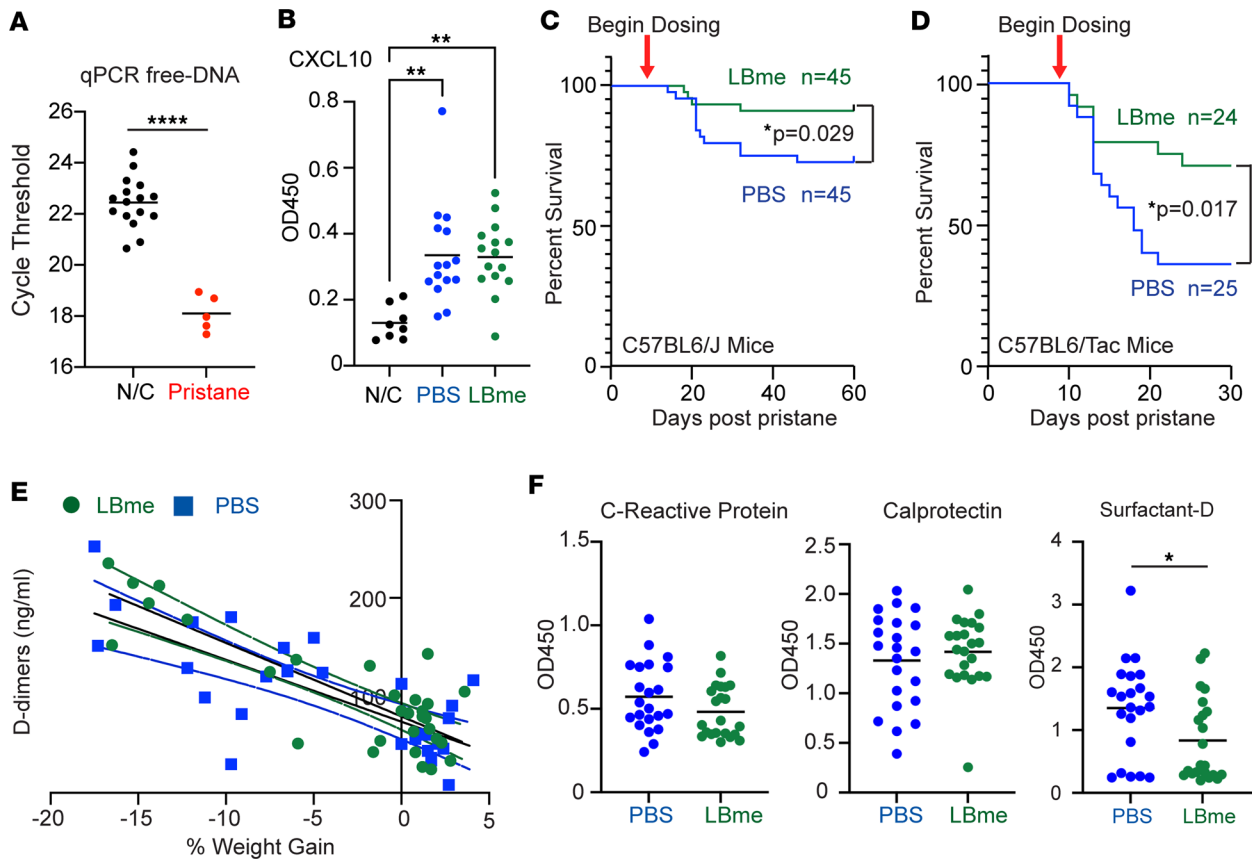 A
qPCR free-DNA
****
Cycle Threshold
26
24
22
20
18
16
N/C
Pristane
B
CXCL10
**
**
OD450
0.8
0.6
0.4
0.2
0
N/C
PBS
LBme
C
Begin Dosing
LBme n=45
*p=0.029
PBS n=45
Percent Survival
100
50
0
C57BL6/J Mice
0
20
40
60
Days post pristane
D
Begin Dosing
LBme n=24
*p=0.017
PBS n=25
Percent Survival
100
50
0
C57BL6/Tac Mice
0
10
20
30
Days post pristane
E
LBme
PBS
D-dimers (ng/ml)
300
200
100
-20
-15
-10
-5
0
5
% Weight Gain
F
C-Reactive Protein
OD450
1.5
1.0
0.5
0.0
PBS
LBme
Calprotectin
OD450
2.5
2.0
1.5
1.0
0.5
0.0
PBS
LBme
Surfactant-D
*
OD450
4
3
2
1
0
PBS
LBme